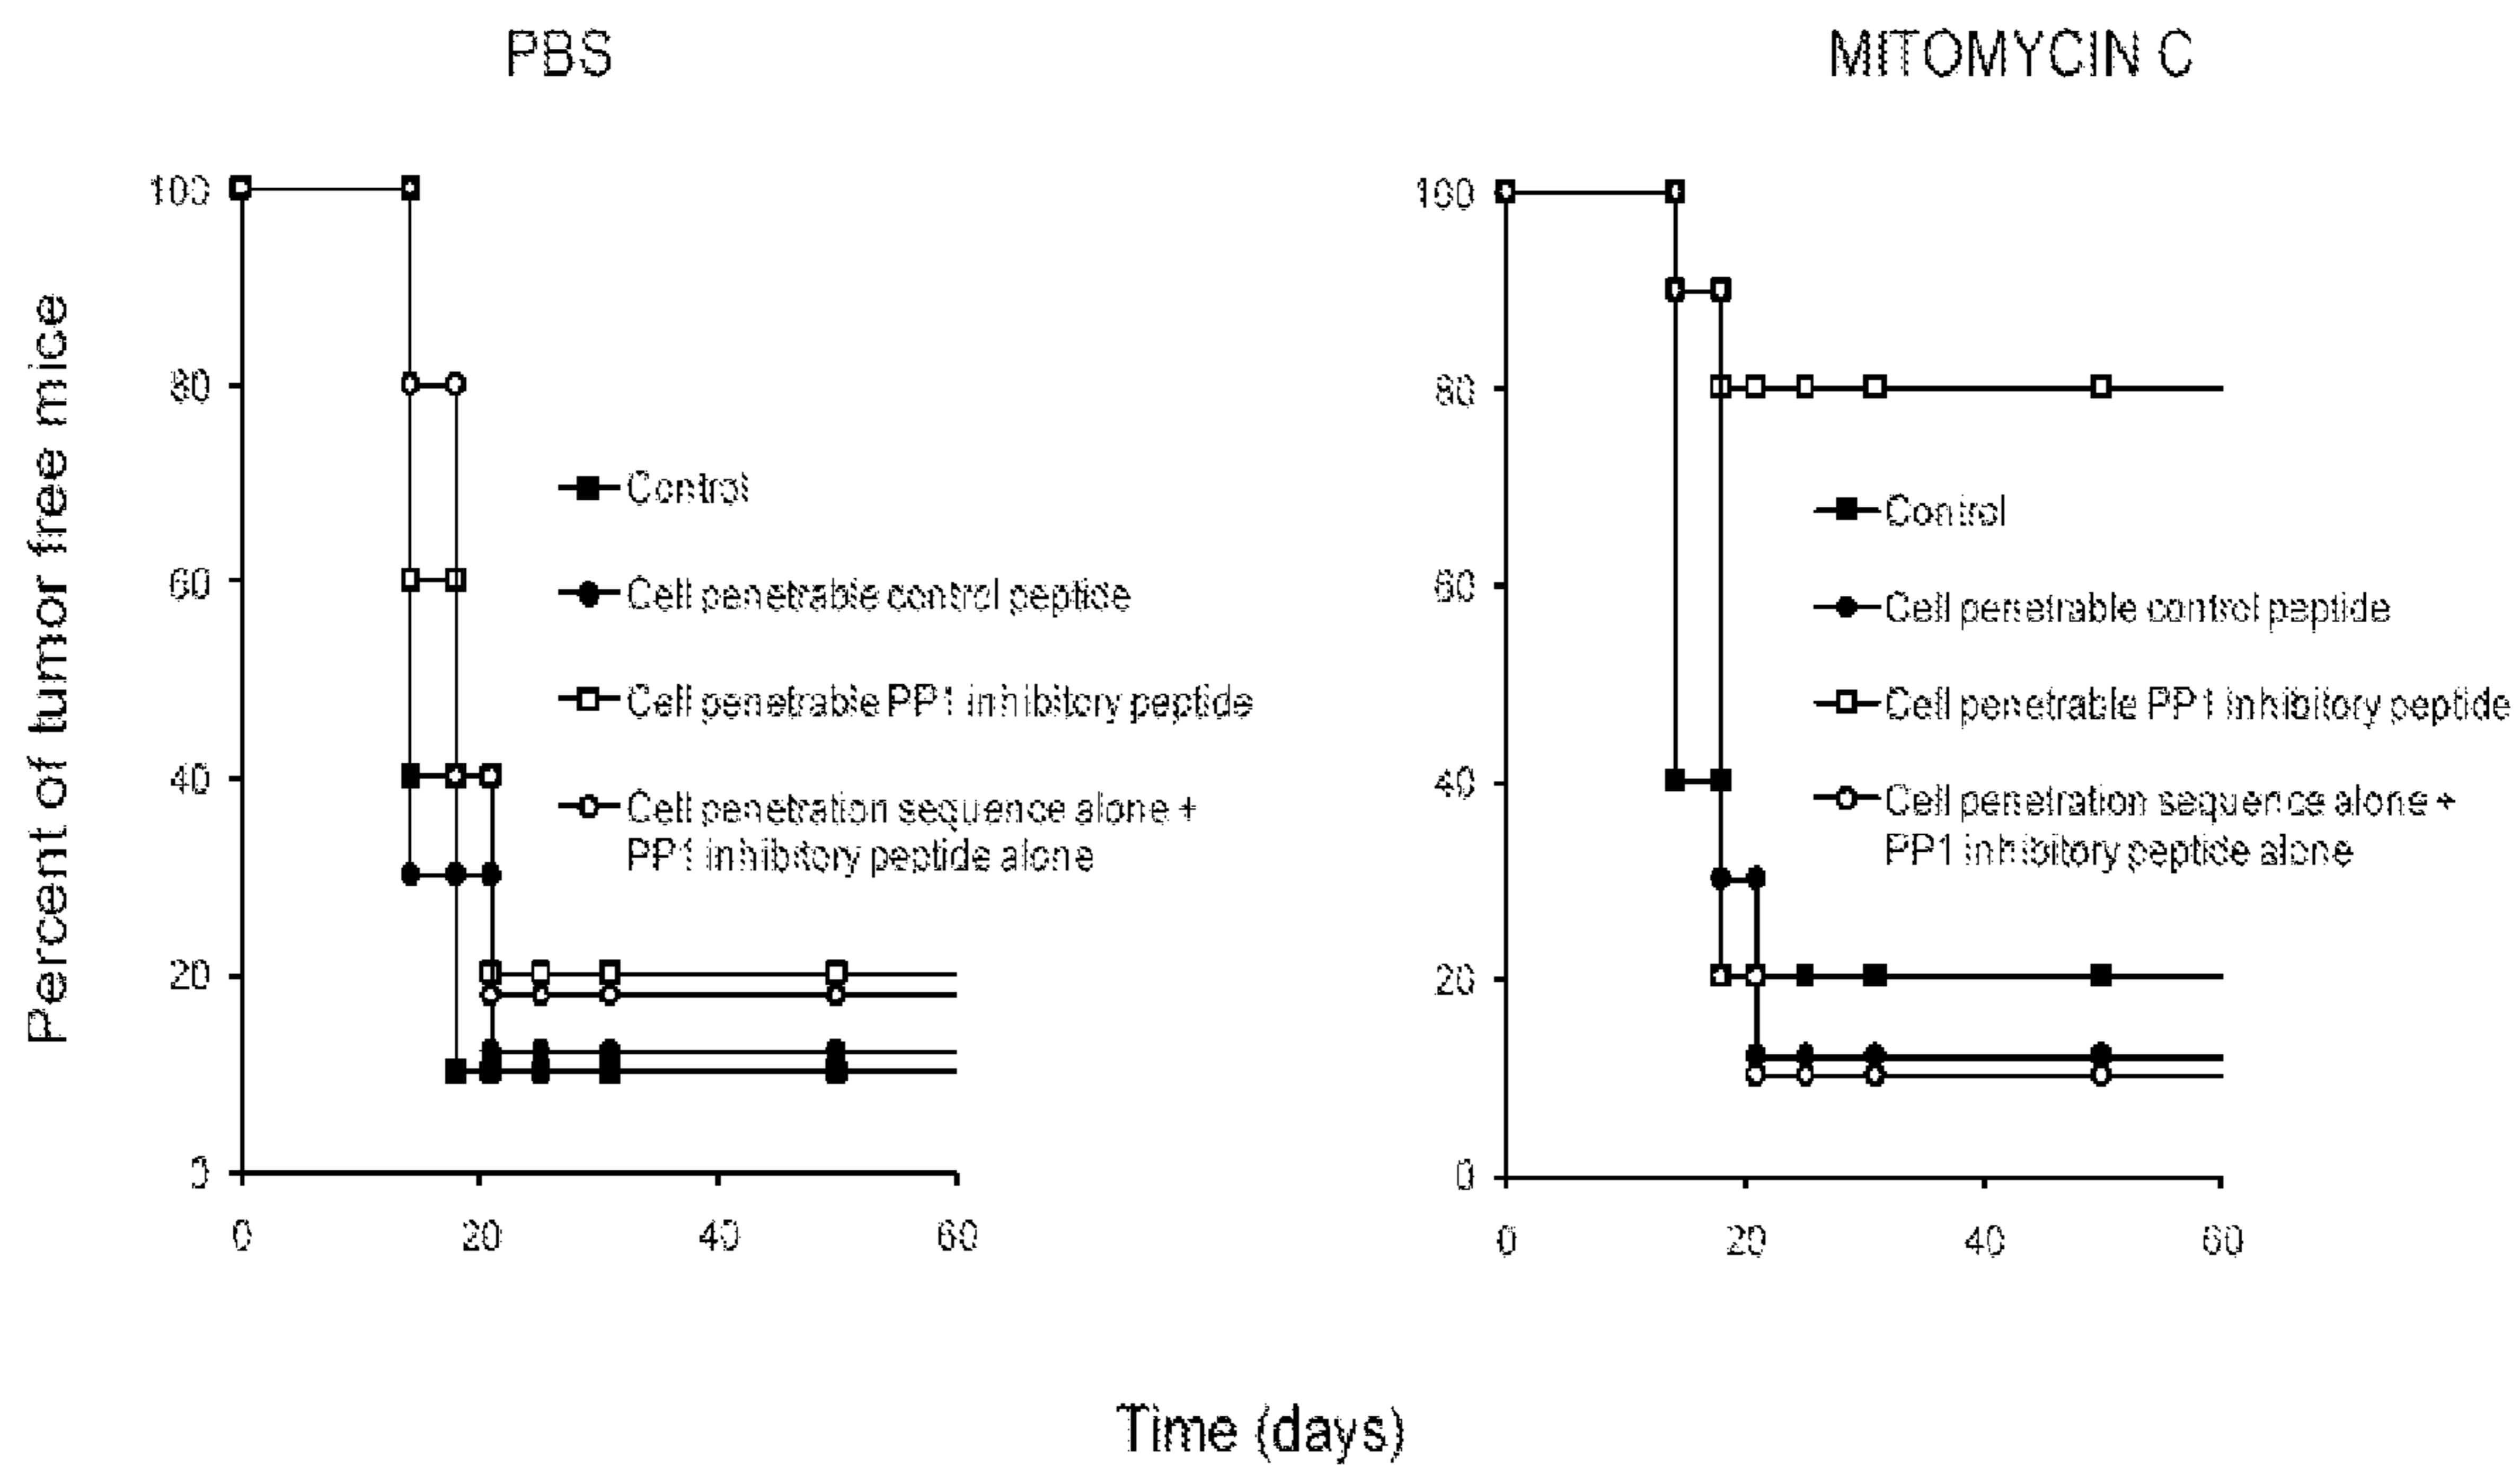 PBS
MITOMYCIN C
Percent of tumor free mice
100
80
60
40
20
0
0 20 40 60
Control
Cell penetrable control peptide
Cell penetrable PP1 inhibitory peptide
Cell penetration sequence alone +
PP1 inhibitory peptide alone
100
80
60
40
20
0
0 20 40 60
Control
Cell penetrable control peptide
Cell penetrable PP1 inhibitory peptide
Cell penetration sequence alone +
PP1 inhibitory peptide alone
Time (days)